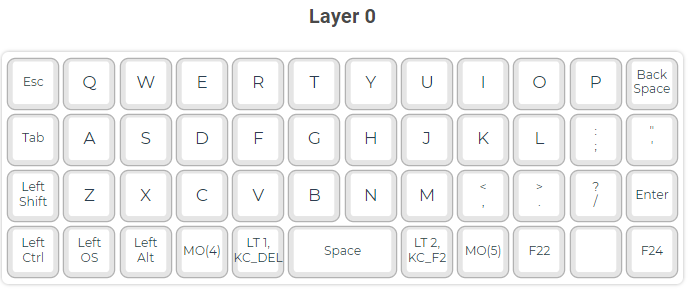 Layer 0
Esc Q W E R T Y U I O P Back Space
Tab A S D F G H J K L : ; " '
Left Shift Z X C V B N M < , > . ? / Enter
Left Ctrl Left OS Left Alt MO(4) LT 1, KC_DEL Space LT 2, KC_F2 MO(5) F22 F24